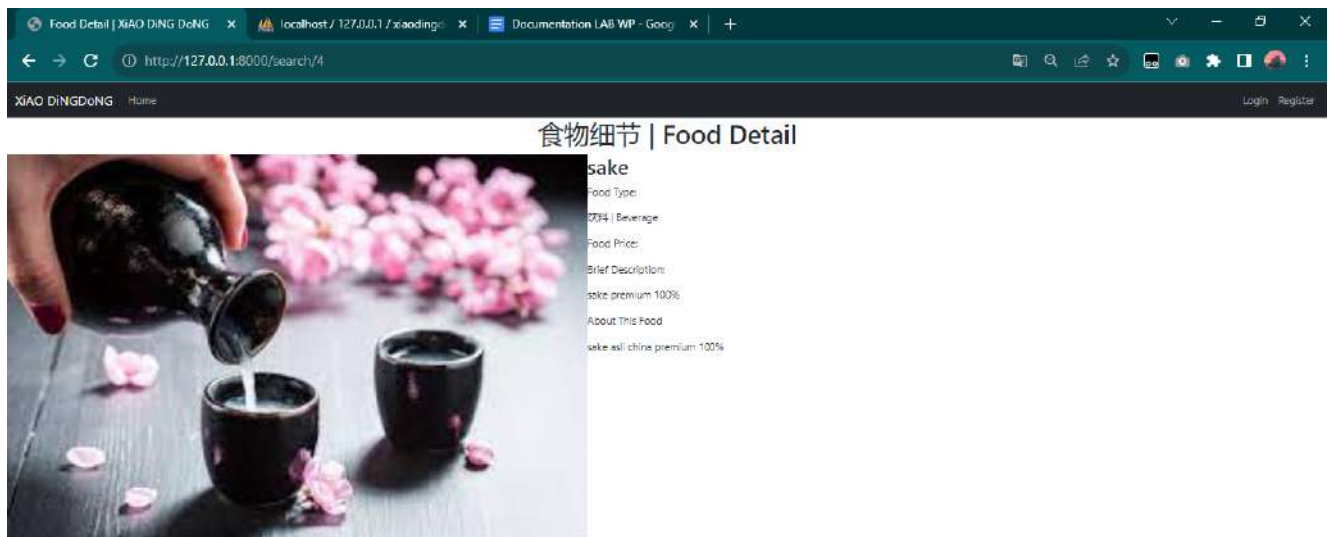 Food Detail | XiAO DiNG DoNG
localhost / 127.0.0.1 / xiaodingd
Documentation LAB WP - Goog
http://127.0.0.1:8000/search/4
XiAO DiNGDoNG Home Login Register
食物细节 | Food Detail
sake
Food Type:
饮料 | Beverage
Food Price:
Brief Description:
sake premium 100%
About This Food
sake asli china premium 100%